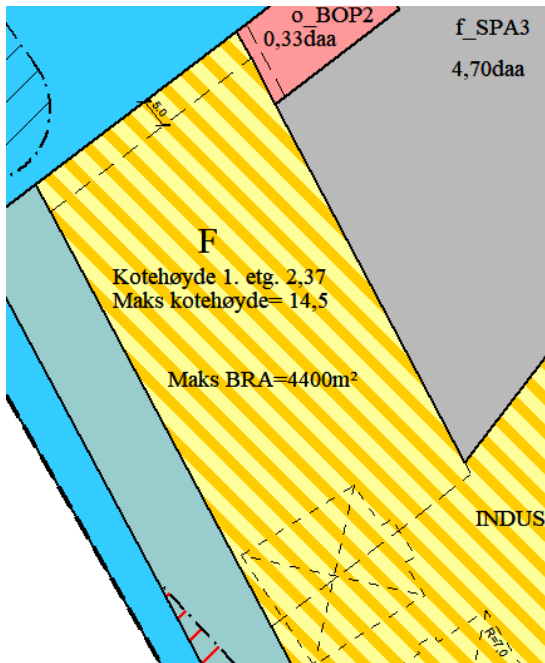 o_BOP2
0,33daa
f_SPA3
4,70daa
5,0
F
Kotehøyde 1. etg. 2,37
Maks kotehøyde= 14,5
Maks BRA=4400m²
INDUS
R=7,0